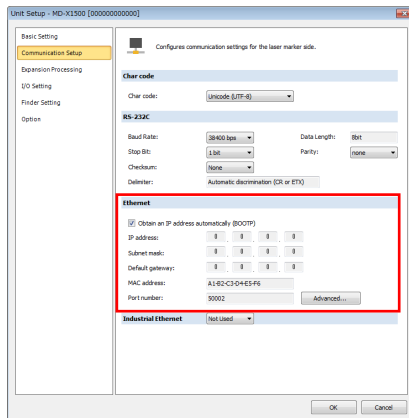 Unit Setup - MD-X1500 [000000000000]
Basic Setting
Communication Setup
Expansion Processing
I/O Setting
Finder Setting
Option
Configures communication settings for the laser marker side.
Char code
Char code: Unicode (UTF-8)
RS-232C
Baud Rate: 38400 bps Data Length: 8bit
Stop Bit: 1 bit Parity: none
Checksum: None
Delimiter: Automatic discrimination (CR or ETX)
Ethernet
Obtain an IP address automatically (BOOTP)
IP address: 0 . 0 . 0 . 0
Subnet mask: 0 . 0 . 0 . 0
Default gateway: 0 . 0 . 0 . 0
MAC address: A1-B2-C3-D4-E5-F6
Port number: 50002 Advanced...
Industrial Ethernet Not Used
OK Cancel